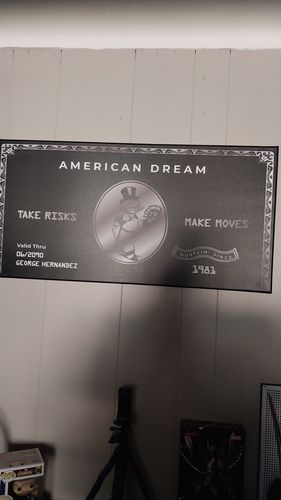 AMERICAN DREAM
TAKE RISKS
MAKE MOVES
Valid Thru
06/2090
GEORGE HERNANDEZ
HUSTLIN' SINCE
1981